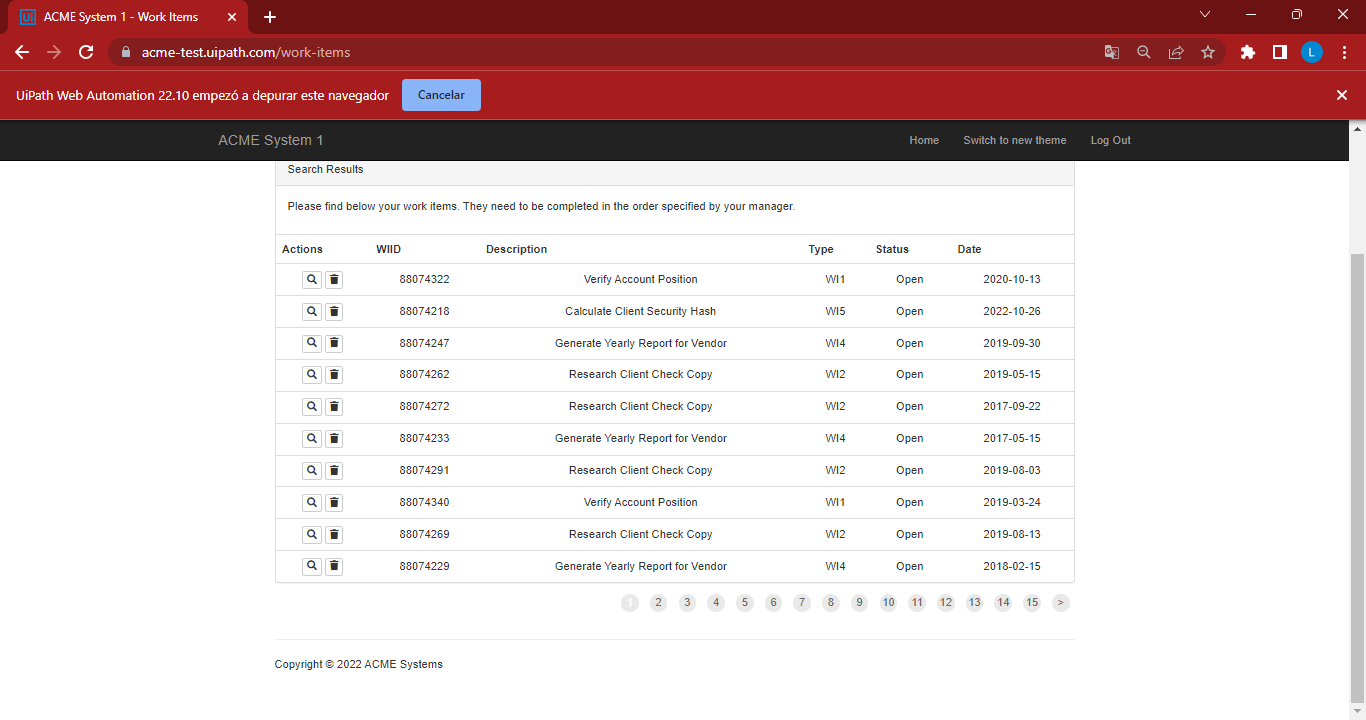 ACME System 1 - Work Items
acme-test.uipath.com/work-items
L
UiPath Web Automation 22.10 empezó a depurar este navegador Cancelar
ACME System 1 Home Switch to new theme Log Out
Search Results
Please find below your work items. They need to be completed in the order specified by your manager.
Actions WIID Description Type Status Date
88074322 Verify Account Position WI1 Open 2020-10-13
88074218 Calculate Client Security Hash WI5 Open 2022-10-26
88074247 Generate Yearly Report for Vendor WI4 Open 2019-09-30
88074262 Research Client Check Copy WI2 Open 2019-05-15
88074272 Research Client Check Copy WI2 Open 2017-09-22
88074233 Generate Yearly Report for Vendor WI4 Open 2017-05-15
88074291 Research Client Check Copy WI2 Open 2019-08-03
88074340 Verify Account Position WI1 Open 2019-03-24
88074269 Research Client Check Copy WI2 Open 2019-08-13
88074229 Generate Yearly Report for Vendor WI4 Open 2018-02-15
1 2 3 4 5 6 7 8 9 10 11 12 13 14 15 >
Copyright © 2022 ACME Systems